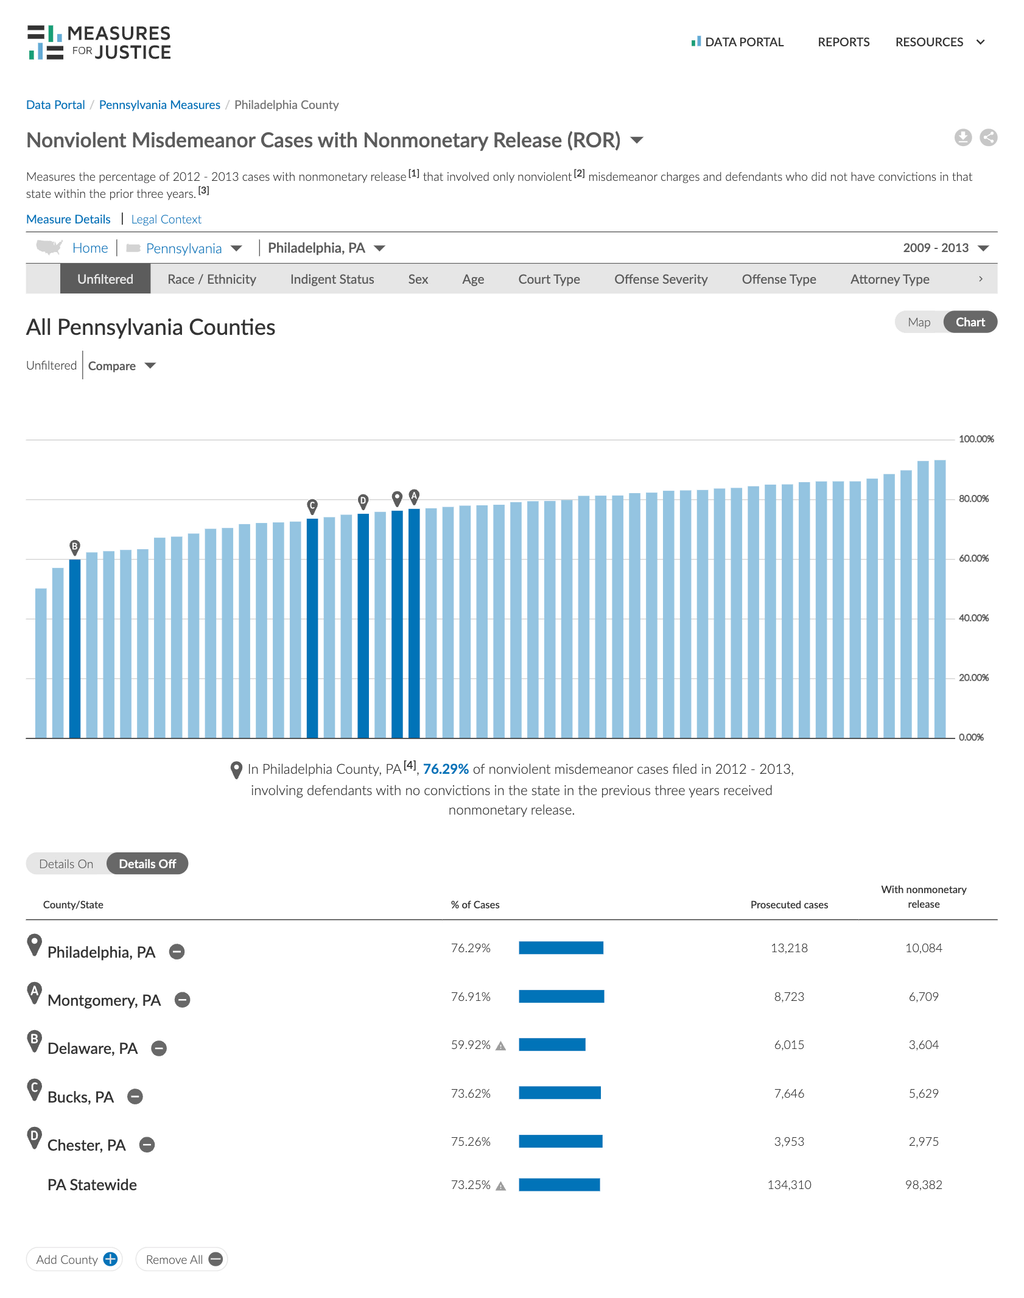 MEASURES
FOR JUSTICE
DATA PORTAL REPORTS RESOURCES
Data Portal / Pennsylvania Measures / Philadelphia County
Nonviolent Misdemeanor Cases with Nonmonetary Release (ROR)
Measures the percentage of 2012 - 2013 cases with nonmonetary release [1] that involved only nonviolent [2] misdemeanor charges and defendants who did not have convictions in that
state within the prior three years. [3]
Measure Details | Legal Context
Home | Pennsylvania | Philadelphia, PA 2009 - 2013
Unfiltered Race / Ethnicity Indigent Status Sex Age Court Type Offense Severity Offense Type Attorney Type ›
All Pennsylvania Counties
Map Chart
Unfiltered Compare
100.00%
80.00%
60.00%
40.00%
20.00%
0.00%
B C D A
In Philadelphia County, PA [4], 76.29% of nonviolent misdemeanor cases filed in 2012 - 2013,
involving defendants with no convictions in the state in the previous three years received
nonmonetary release.
Details On Details Off
County/State % of Cases Prosecuted cases With nonmonetary
release
Philadelphia, PA 76.29% 13,218 10,084
A Montgomery, PA 76.91% 8,723 6,709
B Delaware, PA 59.92% 6,015 3,604
C Bucks, PA 73.62% 7,646 5,629
D Chester, PA 75.26% 3,953 2,975
PA Statewide 73.25% 134,310 98,382
Add County Remove All